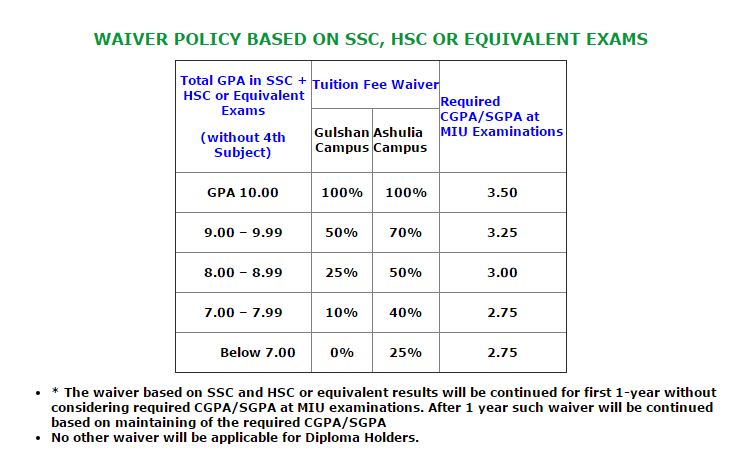 WAIVER POLICY BASED ON SSC, HSC OR EQUIVALENT EXAMS
Total GPA in SSC +
HSC or Equivalent
Exams
(without 4th
Subject)
Tuition Fee Waiver
Required
CGPA/SGPA at
MIU Examinations
Gulshan
Campus
Ashulia
Campus
GPA 10.00 100% 100% 3.50
9.00 – 9.99 50% 70% 3.25
8.00 – 8.99 25% 50% 3.00
7.00 – 7.99 10% 40% 2.75
Below 7.00 0% 25% 2.75
• * The waiver based on SSC and HSC or equivalent results will be continued for first 1-year without
considering required CGPA/SGPA at MIU examinations. After 1 year such waiver will be continued
based on maintaining of the required CGPA/SGPA
• No other waiver will be applicable for Diploma Holders.